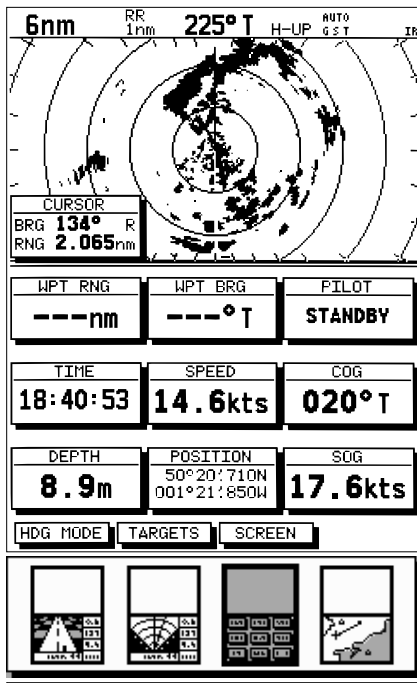 6nm RR 1nm 225°T H-UP AUTO GST IR
CURSOR
BRG 134° R
RNG 2.065nm
WPT RNG WPT BRG PILOT
---nm ---°T STANDBY
TIME SPEED COG
18:40:53 14.6kts 020°T
DEPTH POSITION SOG
8.9m 50°20'.710N 001°21'.850W 17.6kts
HDG MODE TARGETS SCREEN